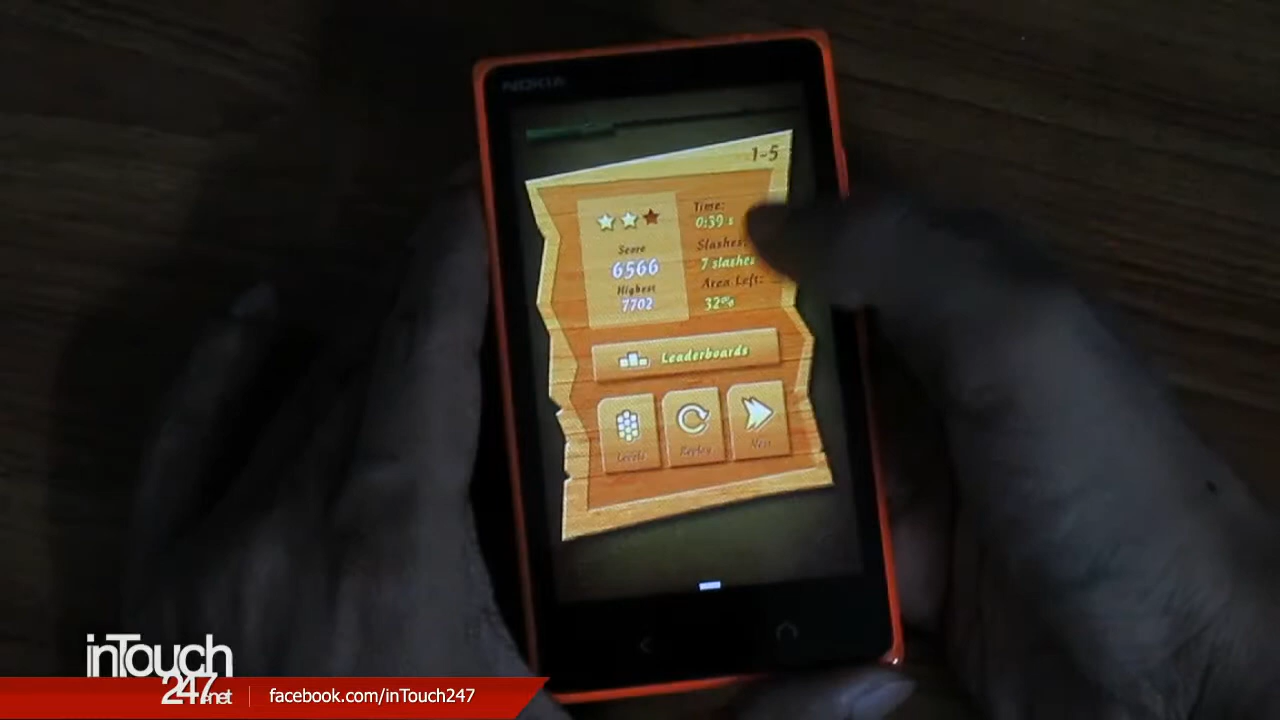 NOKIA
1-5
Time:
0:39 s
Score
Slashes:
6566
7 slashes
Highest
Area Left:
7702
32%
Leaderboards
Levels
Replay
Next
inTouch
247.net
facebook.com/inTouch247